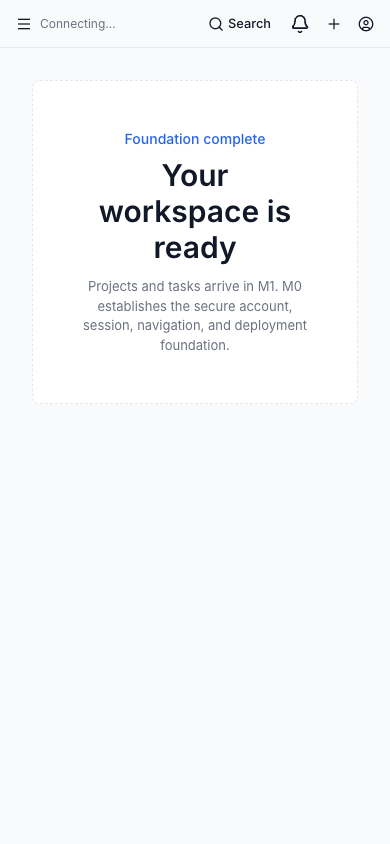 Connecting...
Search
Foundation complete
Your
workspace is
ready
Projects and tasks arrive in M1. M0
establishes the secure account,
session, navigation, and deployment
foundation.